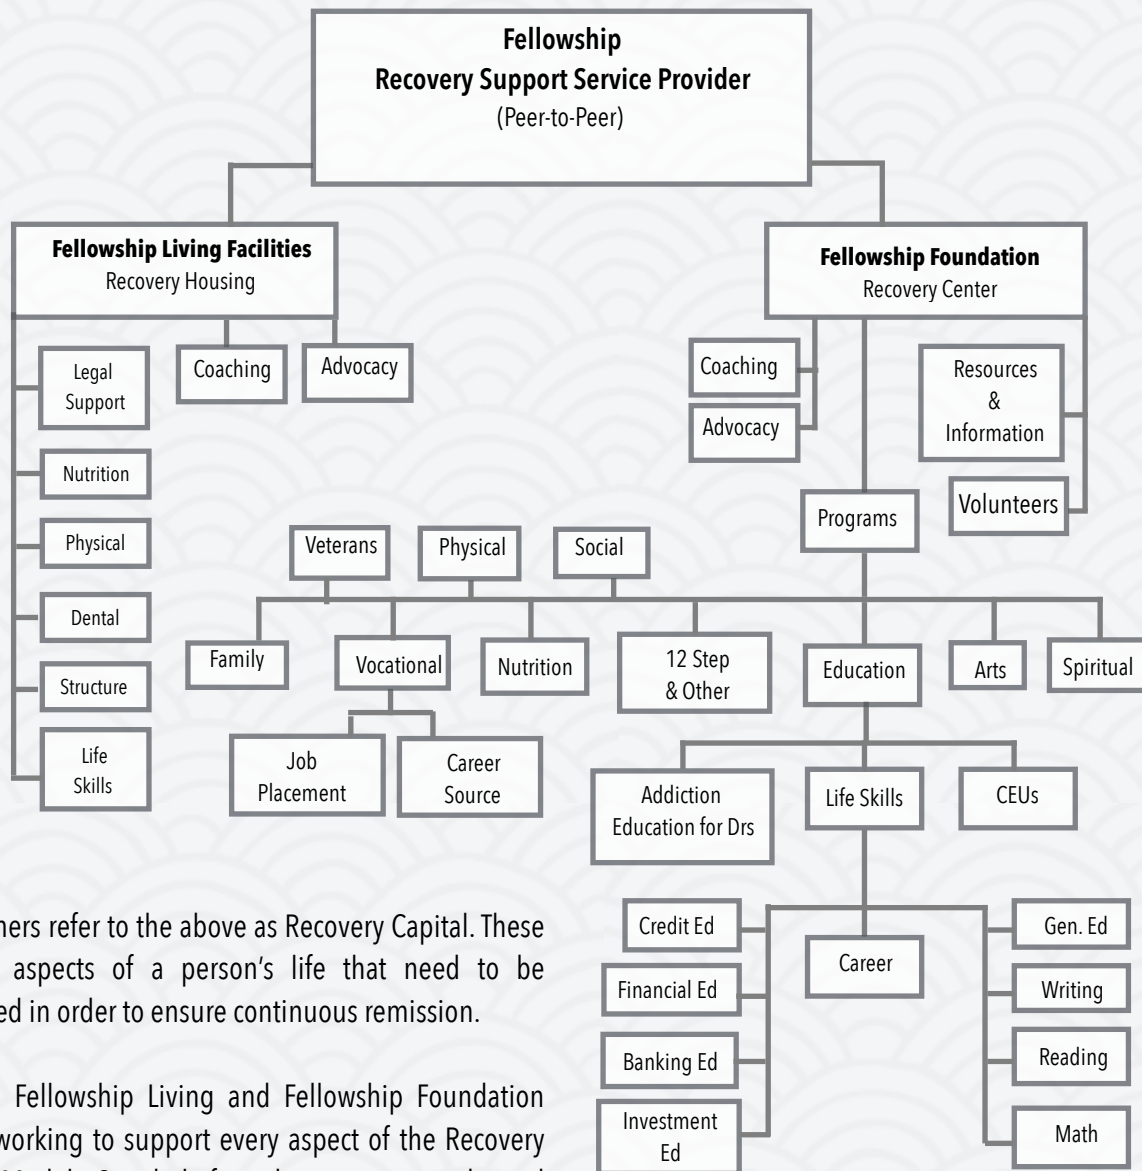 Fellowship
Recovery Support Service Provider
(Peer-to-Peer)
Fellowship Living Facilities
Recovery Housing
Fellowship Foundation
Recovery Center
Legal
Support
Coaching
Advocacy
Nutrition
Physical
Dental
Structure
Life
Skills
Coaching
Advocacy
Resources
&
Information
Volunteers
Programs
Veterans
Physical
Social
Family
Vocational
Nutrition
12 Step
& Other
Education
Arts
Spiritual
Job
Placement
Career
Source
Addiction
Education for Drs
Life Skills
CEUs
Credit Ed
Financial Ed
Banking Ed
Investment
Ed
Career
Gen. Ed
Writing
Reading
Math
refer to the above as Recovery Capital. These
aspects of a person's life that need to be
in order to ensure continuous remission.
Fellowship Living and Fellowship Foundation
working to support every aspect of the Recovery